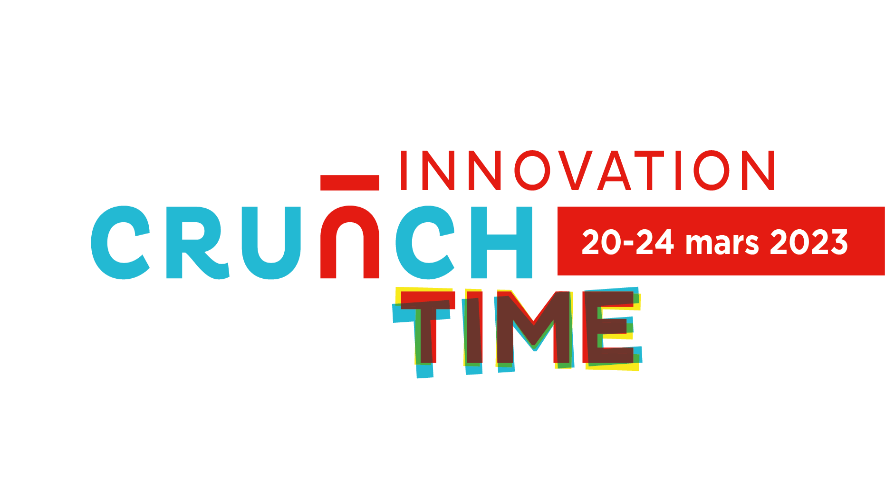 INNOVATION
CRUNCH
20-24 mars 2023
TIME